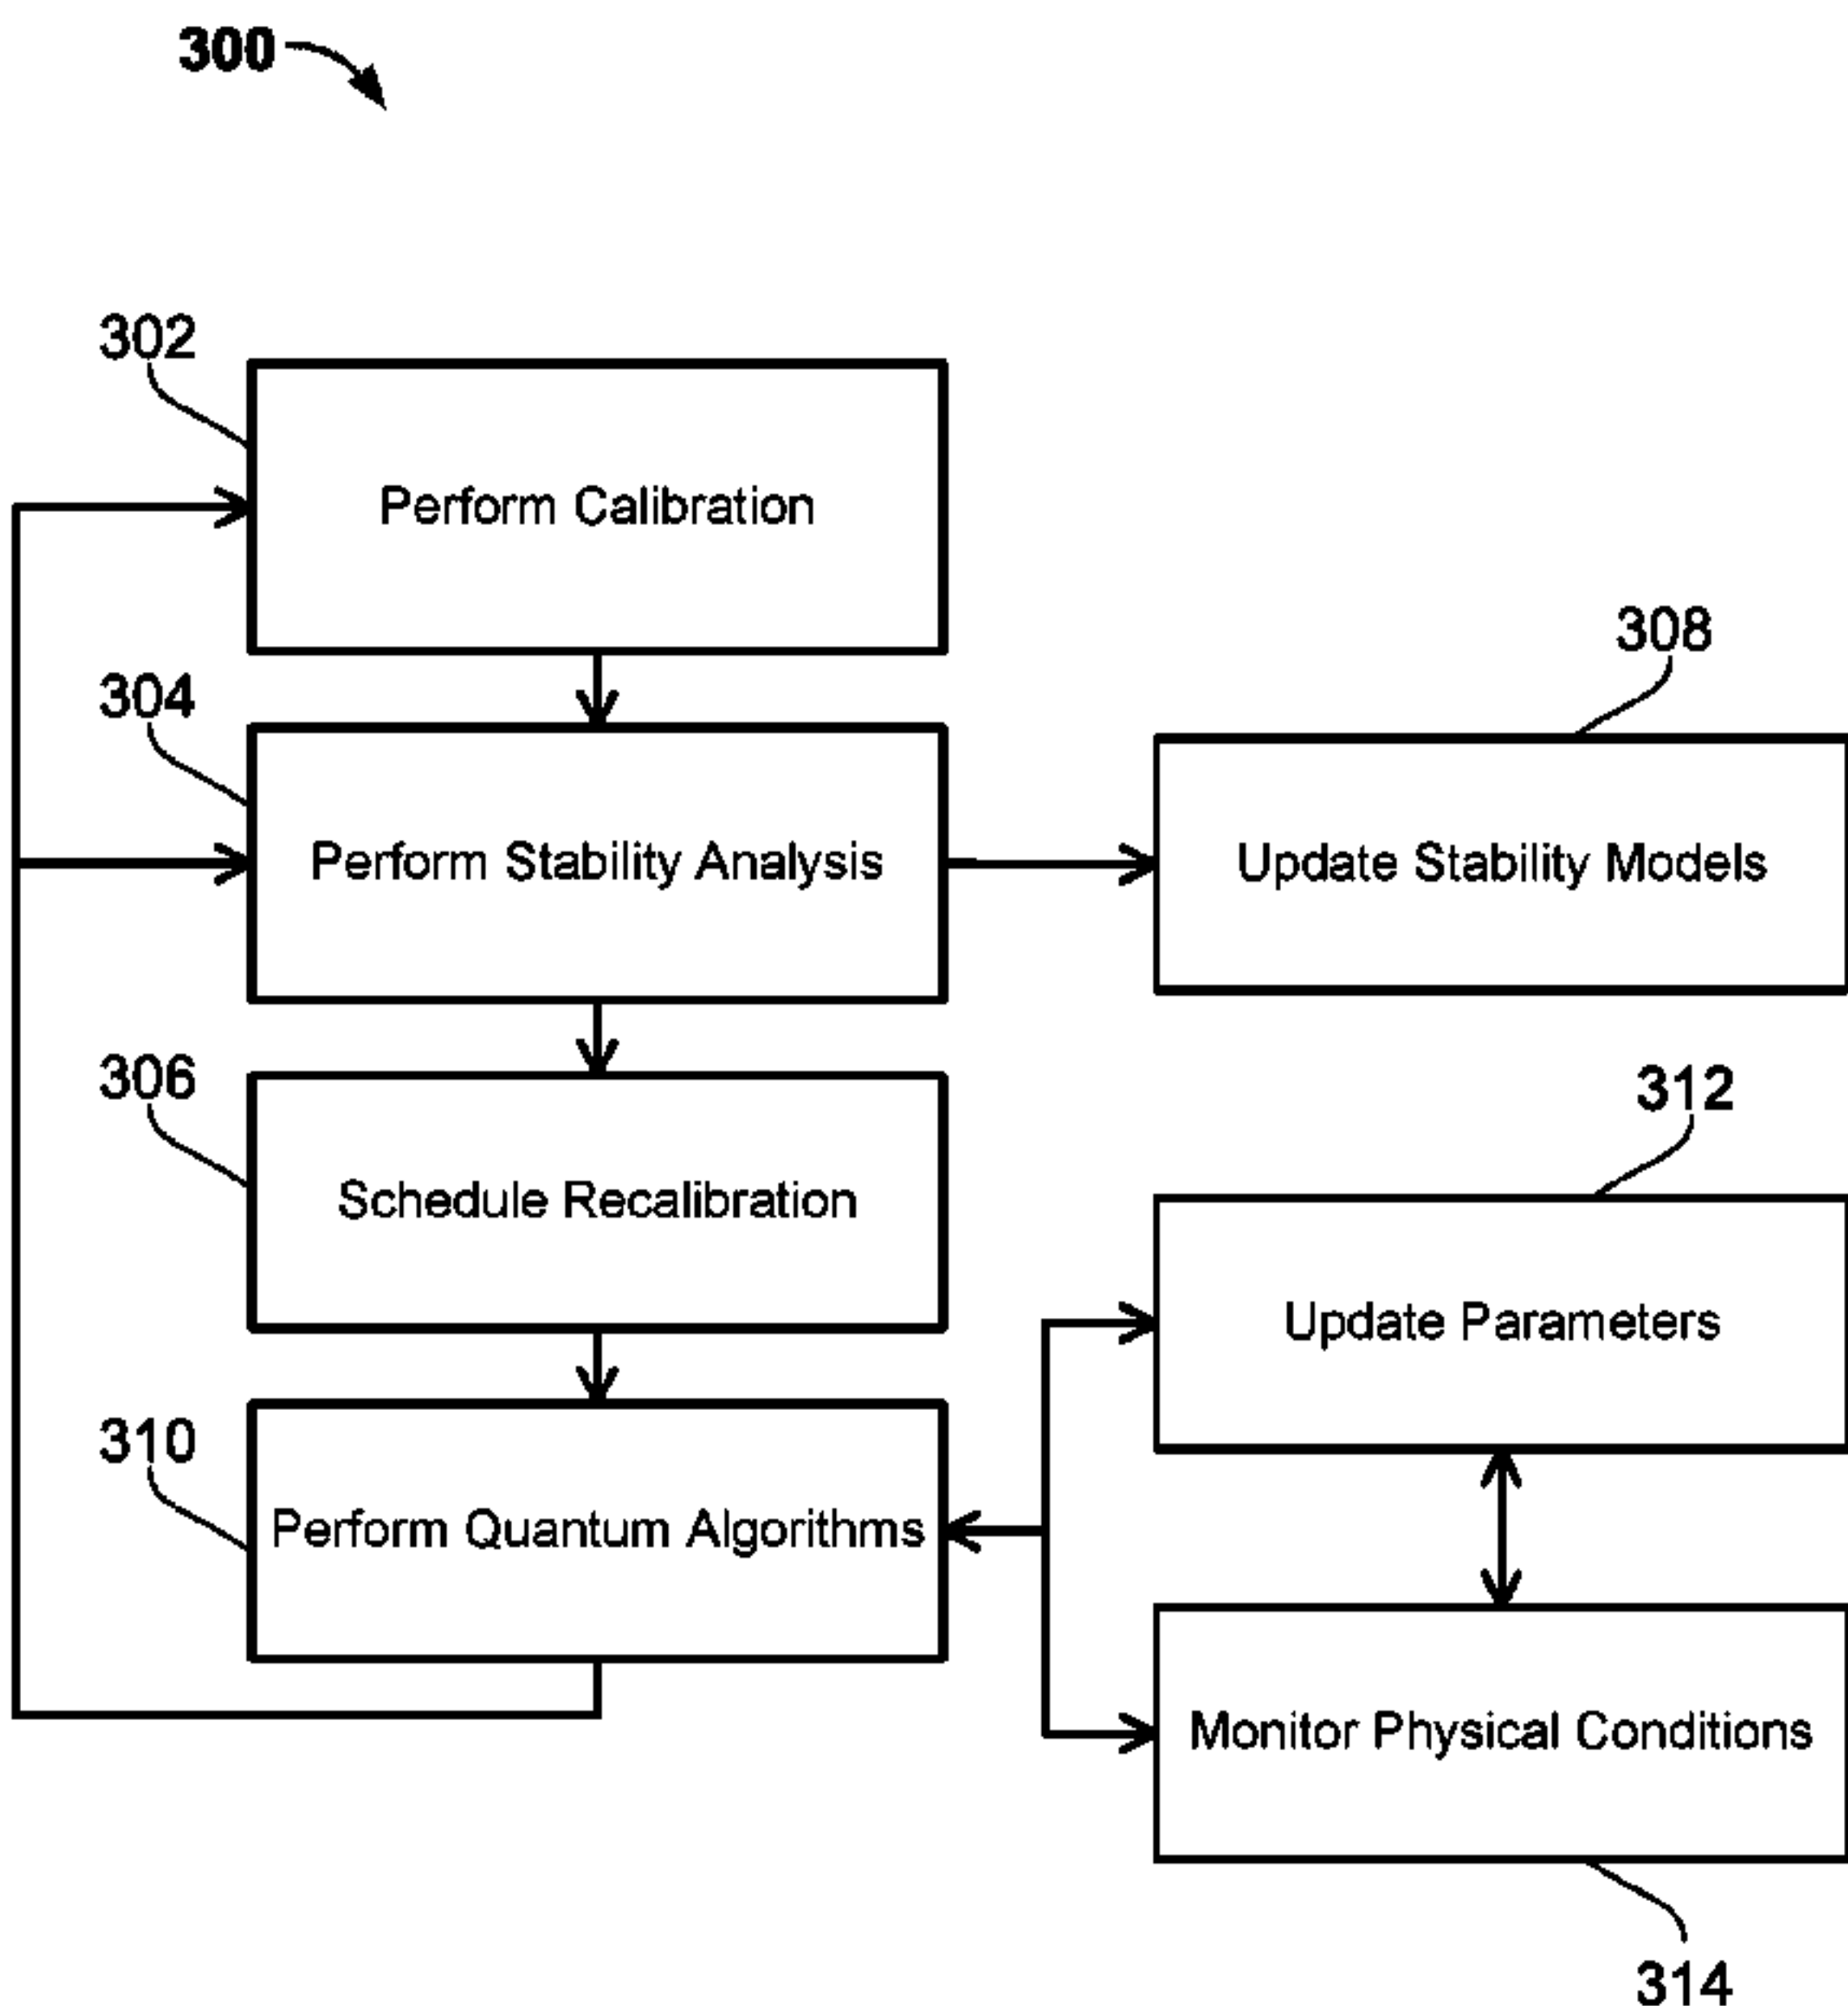 300
302
Perform Calibration
304
Perform Stability Analysis
308
Update Stability Models
306
Schedule Recalibration
312
Update Parameters
310
Perform Quantum Algorithms
Monitor Physical Conditions
314